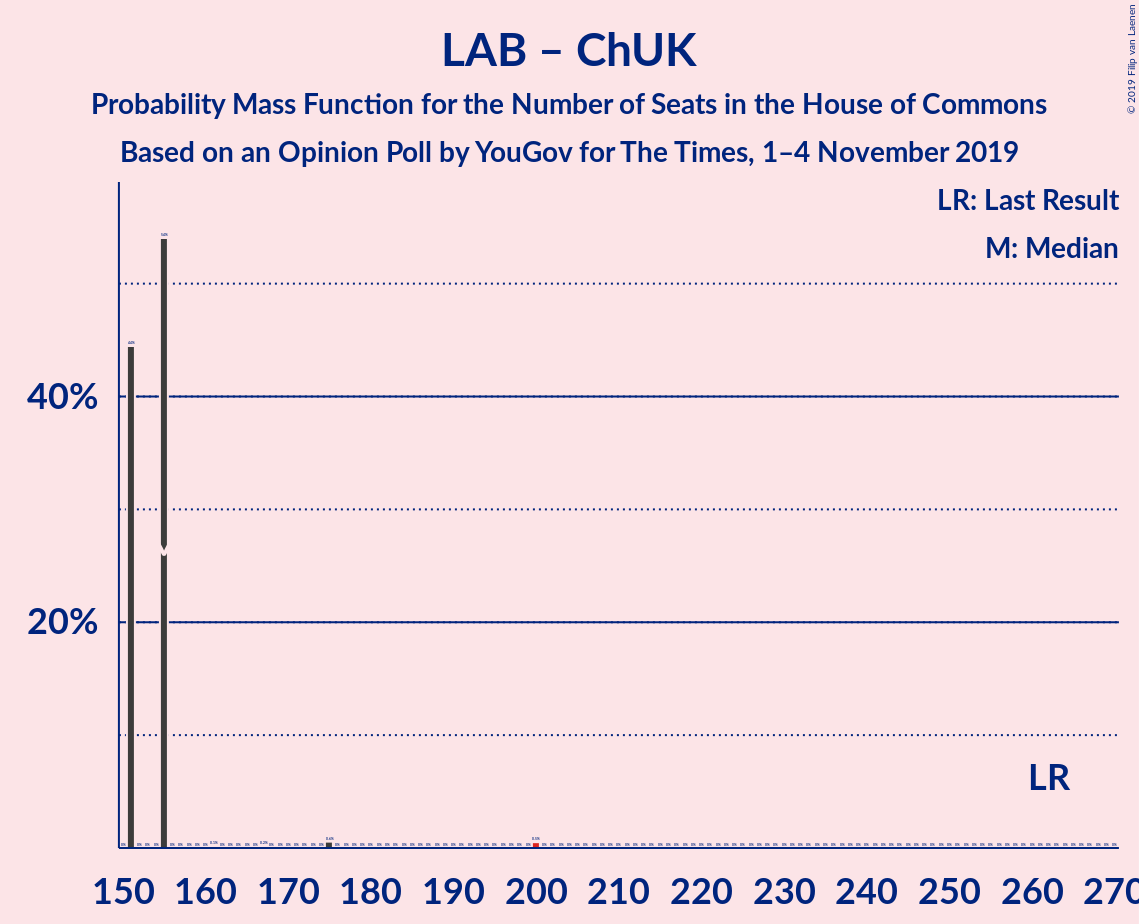 LAB – ChUK
Probability Mass Function for the Number of Seats in the House of Commons
Based on an Opinion Poll by YouGov for The Times, 1–4 November 2019
© 2019 Filip van Laenen
LR: Last Result
M: Median
40%
20%
LR
150 160 170 180 190 200 210 220 230 240 250 260 270